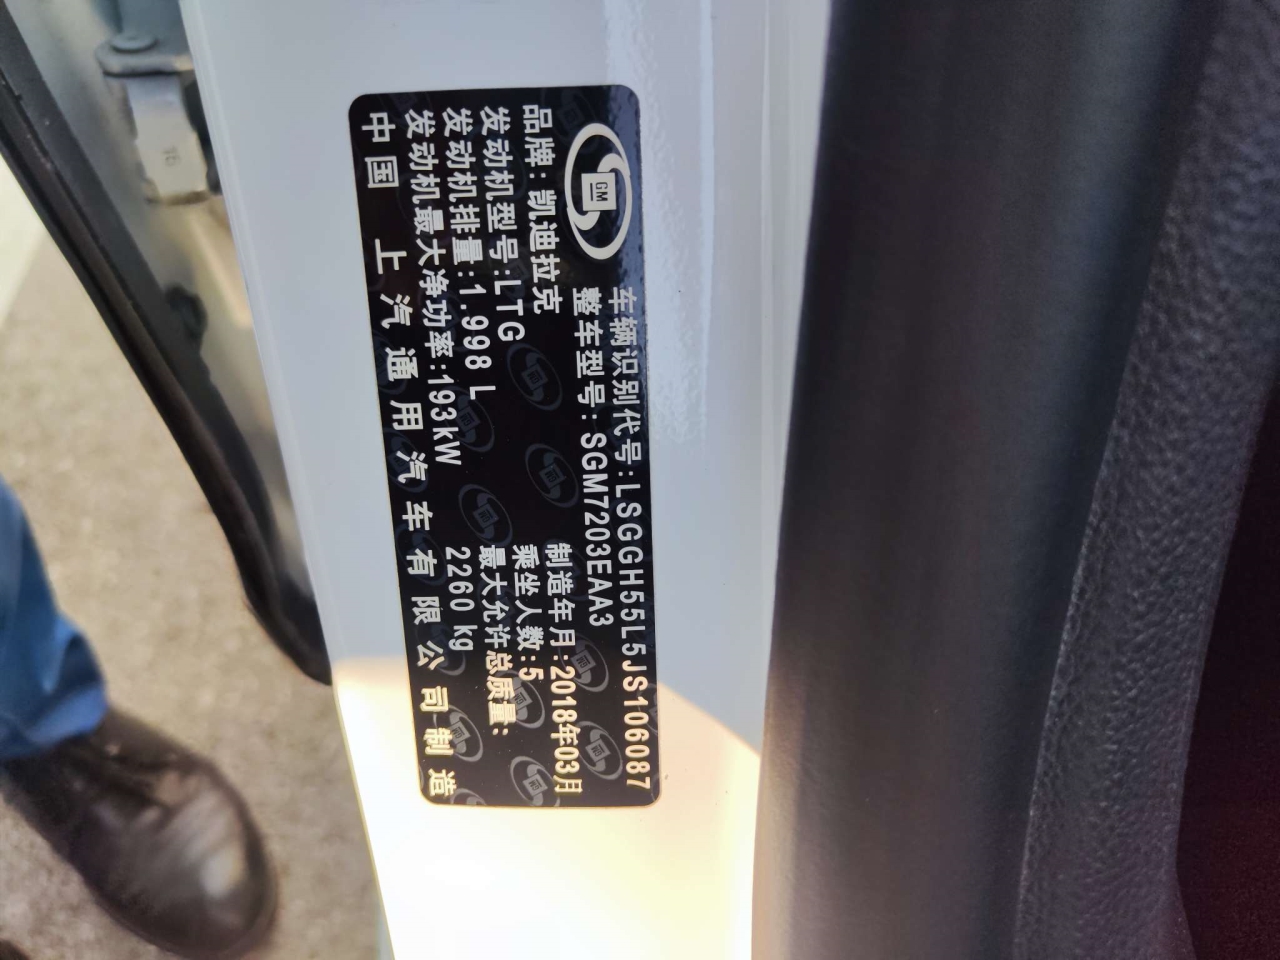 GM
车辆识别代号:LSGGH55L5JS106087
整车型号:SGM7203EAA3
品牌:凯迪拉克
制造年月:2018年03月
发动机型号:LTG
乘坐人数:5
发动机排量:1.998 L
最大允许总质量:
2260 kg
发动机最大净功率:193kW
中国 上汽通用汽车有限公司制造
16